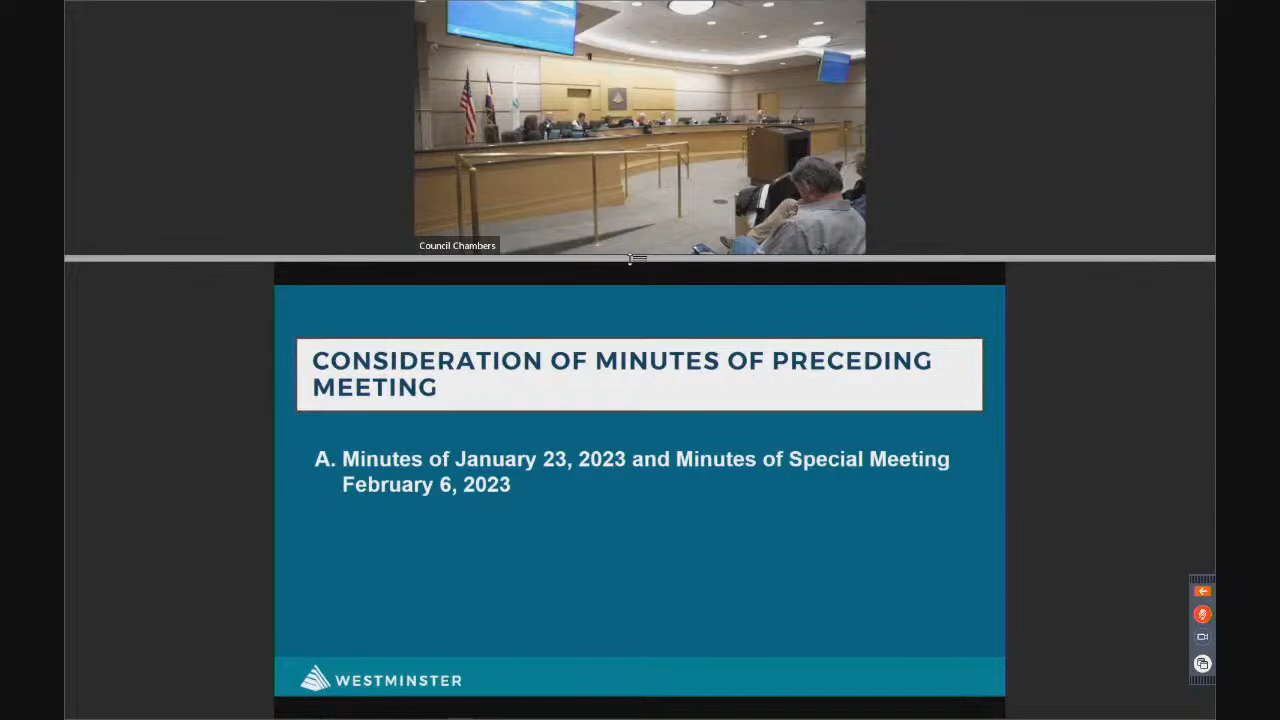 Council Chambers
CONSIDERATION OF MINUTES OF PRECEDING
MEETING
A. Minutes of January 23, 2023 and Minutes of Special Meeting
February 6, 2023
WESTMINSTER